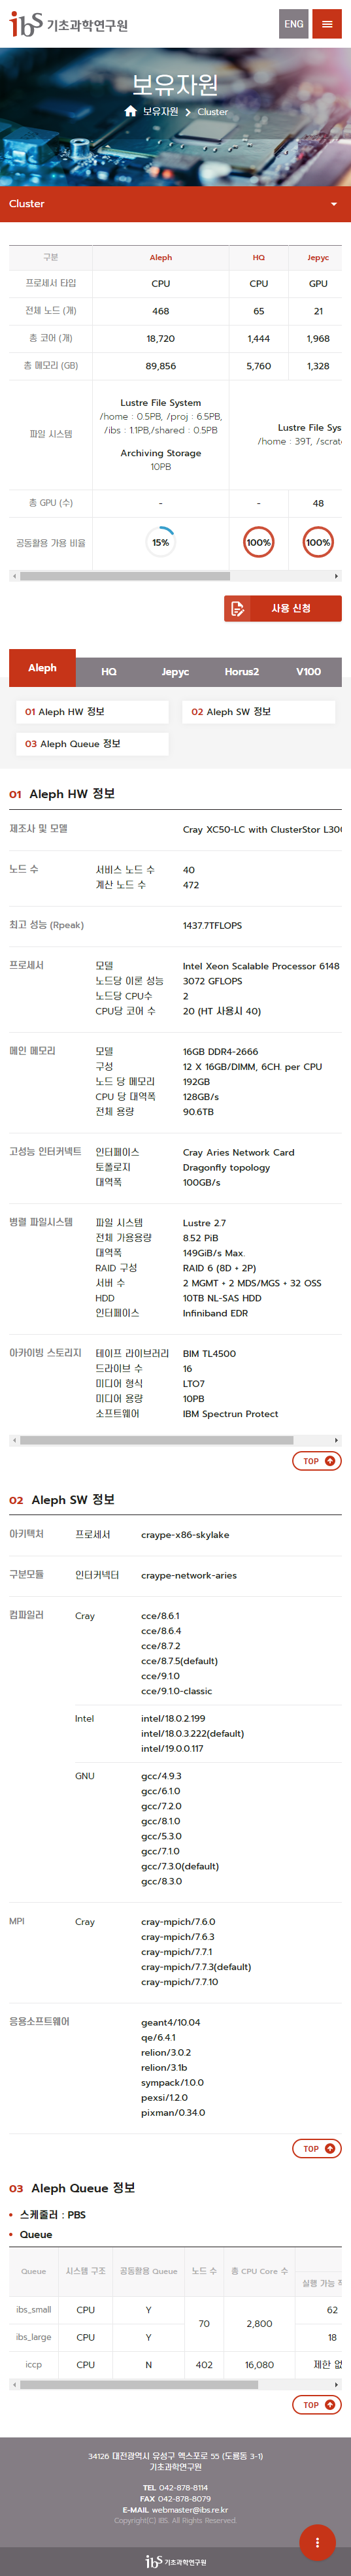 ibs 기초과학연구원
ENG
보유자원
보유자원 > Cluster
Cluster
구분 Aleph HQ Jepyc
프로세서 타입 CPU CPU GPU
전체 노드 (개) 468 65 21
총 코어 (개) 18,720 1,444 1,968
총 메모리 (GB) 89,856 5,760 1,328
파일 시스템
Lustre File System
/home : 0.5PB, /proj : 6.5PB,
/ibs : 1.1PB,/shared : 0.5PB
Archiving Storage
10PB
Lustre File Sys
/home : 39T, /scrat
총 GPU (수) - - 48
공동활용 가용 비율 15% 100% 100%
사용 신청
Aleph HQ Jepyc Horus2 V100
01 Aleph HW 정보
02 Aleph SW 정보
03 Aleph Queue 정보
01 Aleph HW 정보
제조사 및 모델 Cray XC50-LC with ClusterStor L300
노드 수 서비스 노드 수 40
계산 노드 수 472
최고 성능 (Rpeak) 1437.7TFLOPS
프로세서 모델 Intel Xeon Scalable Processor 6148
노드당 이론 성능 3072 GFLOPS
노드당 CPU수 2
CPU당 코어 수 20 (HT 사용시 40)
메인 메모리 모델 16GB DDR4-2666
구성 12 X 16GB/DIMM, 6CH. per CPU
노드 당 메모리 192GB
CPU 당 대역폭 128GB/s
전체 용량 90.6TB
고성능 인터커넥트 인터페이스 Cray Aries Network Card
토폴로지 Dragonfly topology
대역폭 100GB/s
병렬 파일시스템 파일 시스템 Lustre 2.7
전체 가용용량 8.52 PiB
대역폭 149GiB/s Max.
RAID 구성 RAID 6 (8D + 2P)
서버 수 2 MGMT + 2 MDS/MGS + 32 OSS
HDD 10TB NL-SAS HDD
인터페이스 Infiniband EDR
아카이빙 스토리지 테이프 라이브러리 BIM TL4500
드라이브 수 16
미디어 형식 LTO7
미디어 용량 10PB
소프트웨어 IBM Spectrun Protect
TOP
02 Aleph SW 정보
아키텍처 프로세서 craype-x86-skylake
구분모듈 인터커넥터 craype-network-aries
컴파일러 Cray cce/8.6.1
cce/8.6.4
cce/8.7.2
cce/8.7.5(default)
cce/9.1.0
cce/9.1.0-classic
Intel intel/18.0.2.199
intel/18.0.3.222(default)
intel/19.0.0.117
GNU gcc/4.9.3
gcc/6.1.0
gcc/7.2.0
gcc/8.1.0
gcc/5.3.0
gcc/7.1.0
gcc/7.3.0(default)
gcc/8.3.0
MPI Cray cray-mpich/7.6.0
cray-mpich/7.6.3
cray-mpich/7.7.1
cray-mpich/7.7.3(default)
cray-mpich/7.7.10
응용소프트웨어 geant4/10.04
qe/6.4.1
relion/3.0.2
relion/3.1b
sympack/1.0.0
pexsi/1.2.0
pixman/0.34.0
TOP
03 Aleph Queue 정보
스케줄러 : PBS
Queue
Queue 시스템 구조 공동활용 Queue 노드 수 총 CPU Core 수
실행 가능 작
ibs_small CPU Y 70 2,800 62
ibs_large CPU Y 18
iccp CPU N 402 16,080 제한 없
TOP
34126 대전광역시 유성구 엑스포로 55 (도룡동 3-1)
기초과학연구원
TEL 042-878-8114
FAX 042-878-8079
E-MAIL webmaster@ibs.re.kr
Copyright(C) IBS. All Rights Reserved.
ibs 기초과학연구원